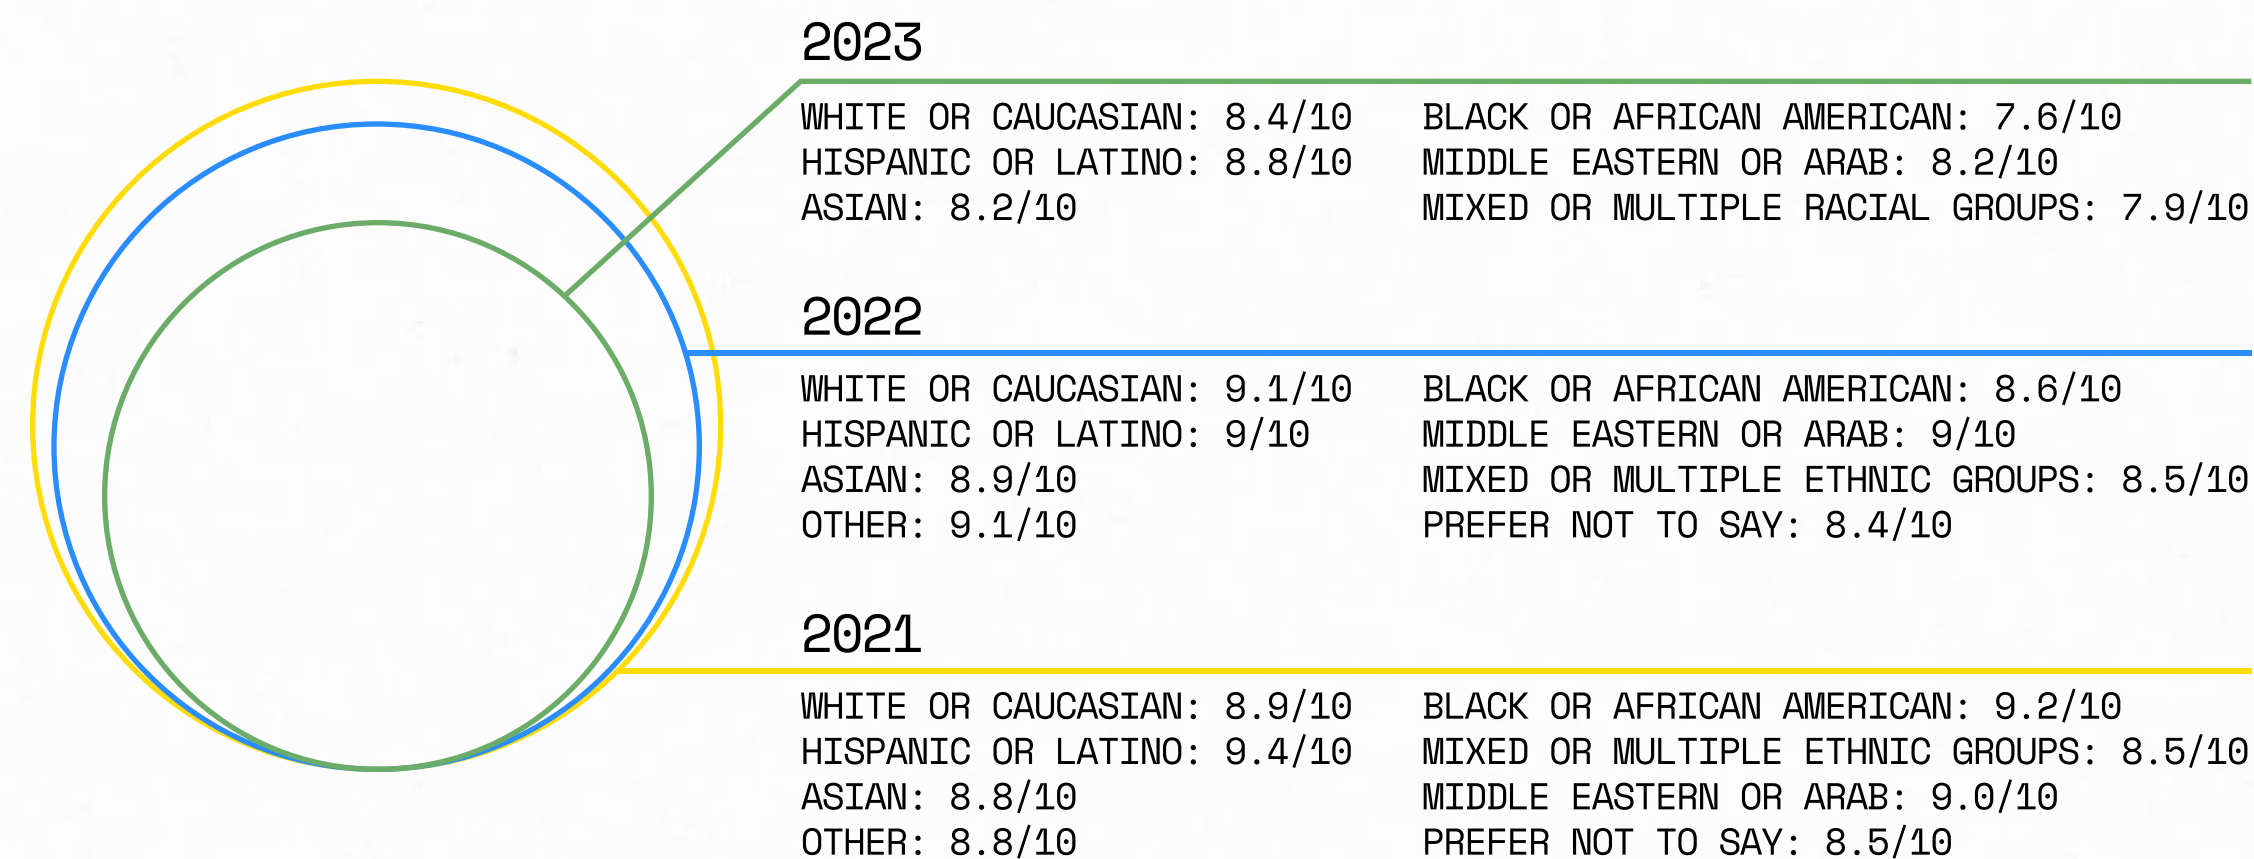 2023
WHITE OR CAUCASIAN: 8.4/10
HISPANIC OR LATINO: 8.8/10
ASIAN: 8.2/10
BLACK OR AFRICAN AMERICAN: 7.6/10
MIDDLE EASTERN OR ARAB: 8.2/10
MIXED OR MULTIPLE RACIAL GROUPS: 7.9/10
2022
WHITE OR CAUCASIAN: 9.1/10
HISPANIC OR LATINO: 9/10
ASIAN: 8.9/10
OTHER: 9.1/10
BLACK OR AFRICAN AMERICAN: 8.6/10
MIDDLE EASTERN OR ARAB: 9/10
MIXED OR MULTIPLE ETHNIC GROUPS: 8.5/10
PREFER NOT TO SAY: 8.4/10
2021
WHITE OR CAUCASIAN: 8.9/10
HISPANIC OR LATINO: 9.4/10
ASIAN: 8.8/10
OTHER: 8.8/10
BLACK OR AFRICAN AMERICAN: 9.2/10
MIXED OR MULTIPLE ETHNIC GROUPS: 8.5/10
MIDDLE EASTERN OR ARAB: 9.0/10
PREFER NOT TO SAY: 8.5/10